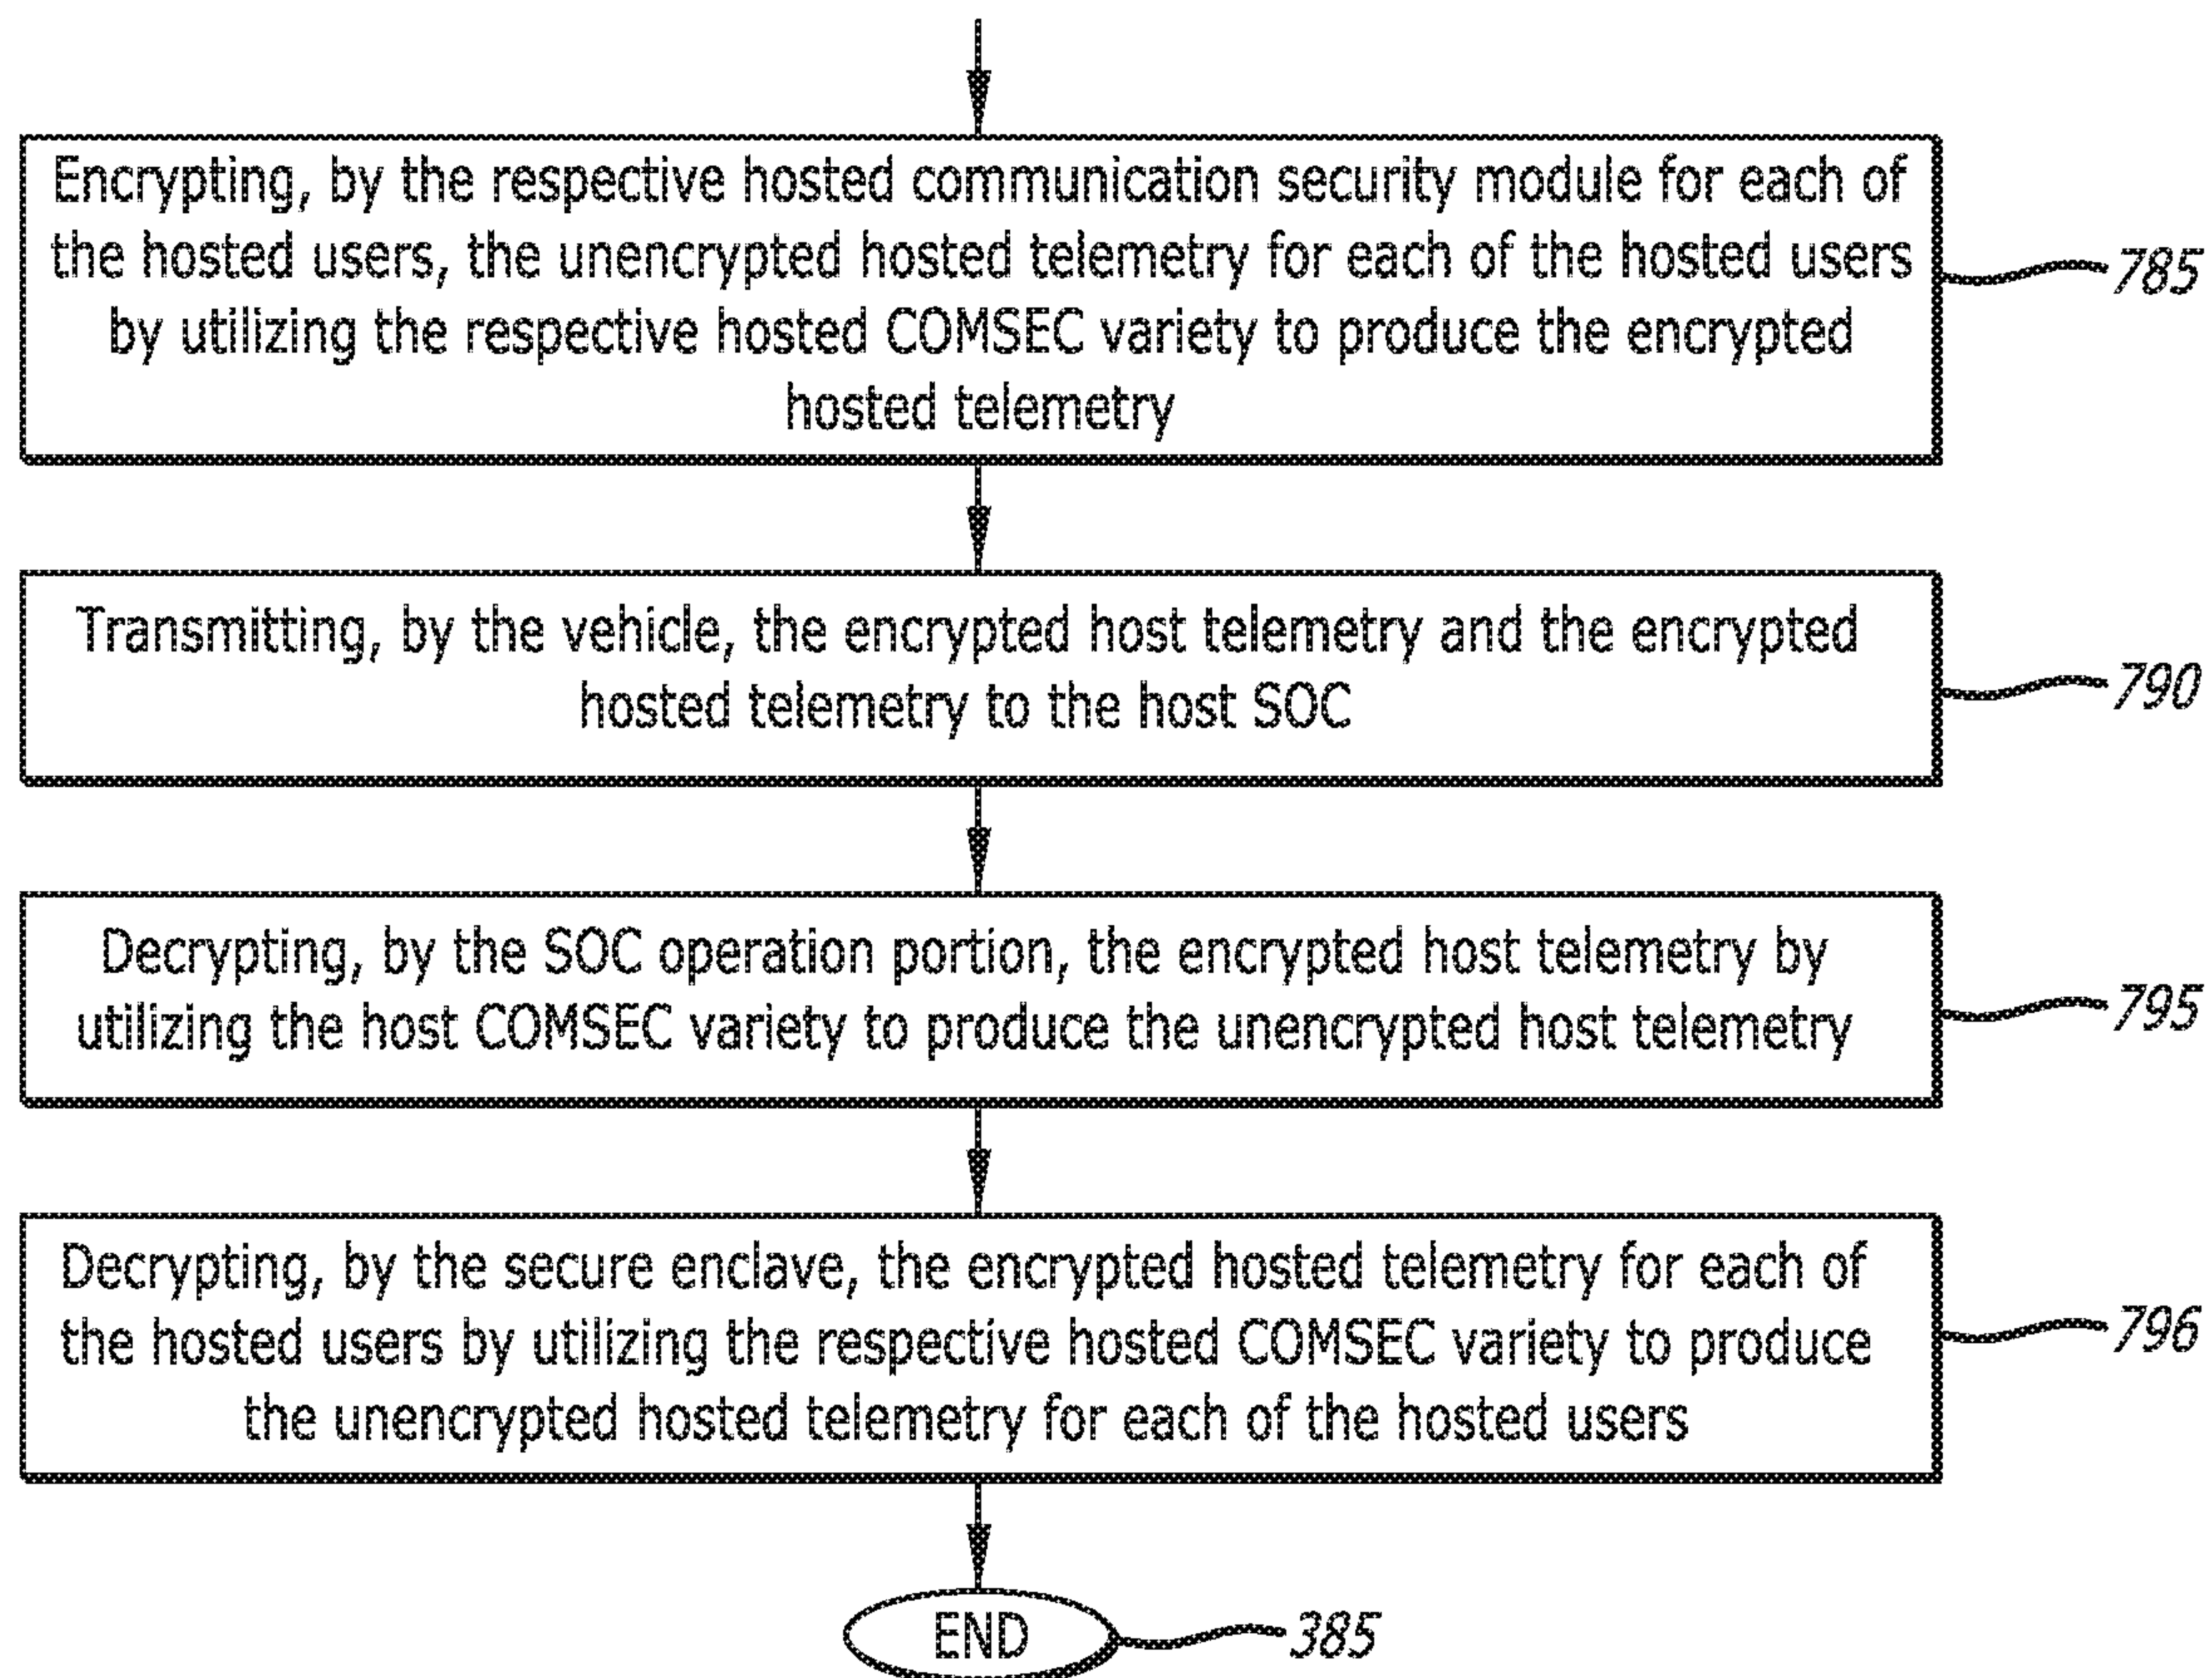 Encrypting, by the respective hosted communication security module for each of
the hosted users, the unencrypted hosted telemetry for each of the hosted users
by utilizing the respective hosted COMSEC variety to produce the encrypted
hosted telemetry
785
Transmitting, by the vehicle, the encrypted host telemetry and the encrypted
hosted telemetry to the host SOC
790
Decrypting, by the SOC operation portion, the encrypted host telemetry by
utilizing the host COMSEC variety to produce the unencrypted host telemetry
795
Decrypting, by the secure enclave, the encrypted hosted telemetry for each of
the hosted users by utilizing the respective hosted COMSEC variety to produce
the unencrypted hosted telemetry for each of the hosted users
796
END
385